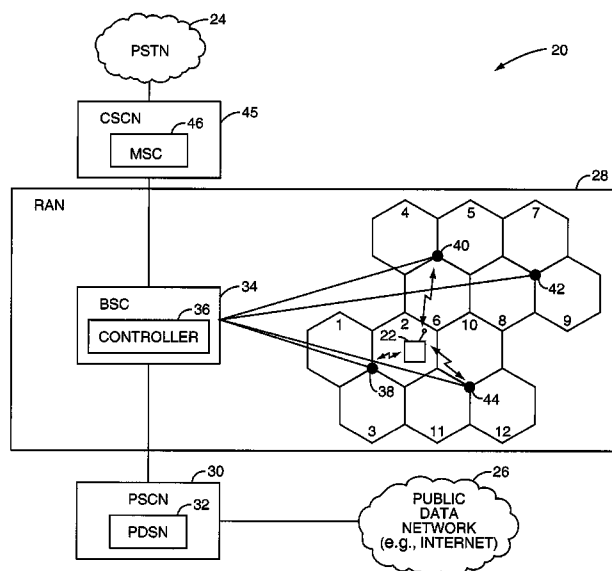 24
PSTN
20
CSCN
45
46
MSC
28
RAN
4
5
7
40
34
BSC
42
36
CONTROLLER
1
2
6
10
8
9
22
38
44
3
11
12
30
PSCN
32
PDSN
26
PUBLIC
DATA
NETWORK
(e.g., INTERNET)